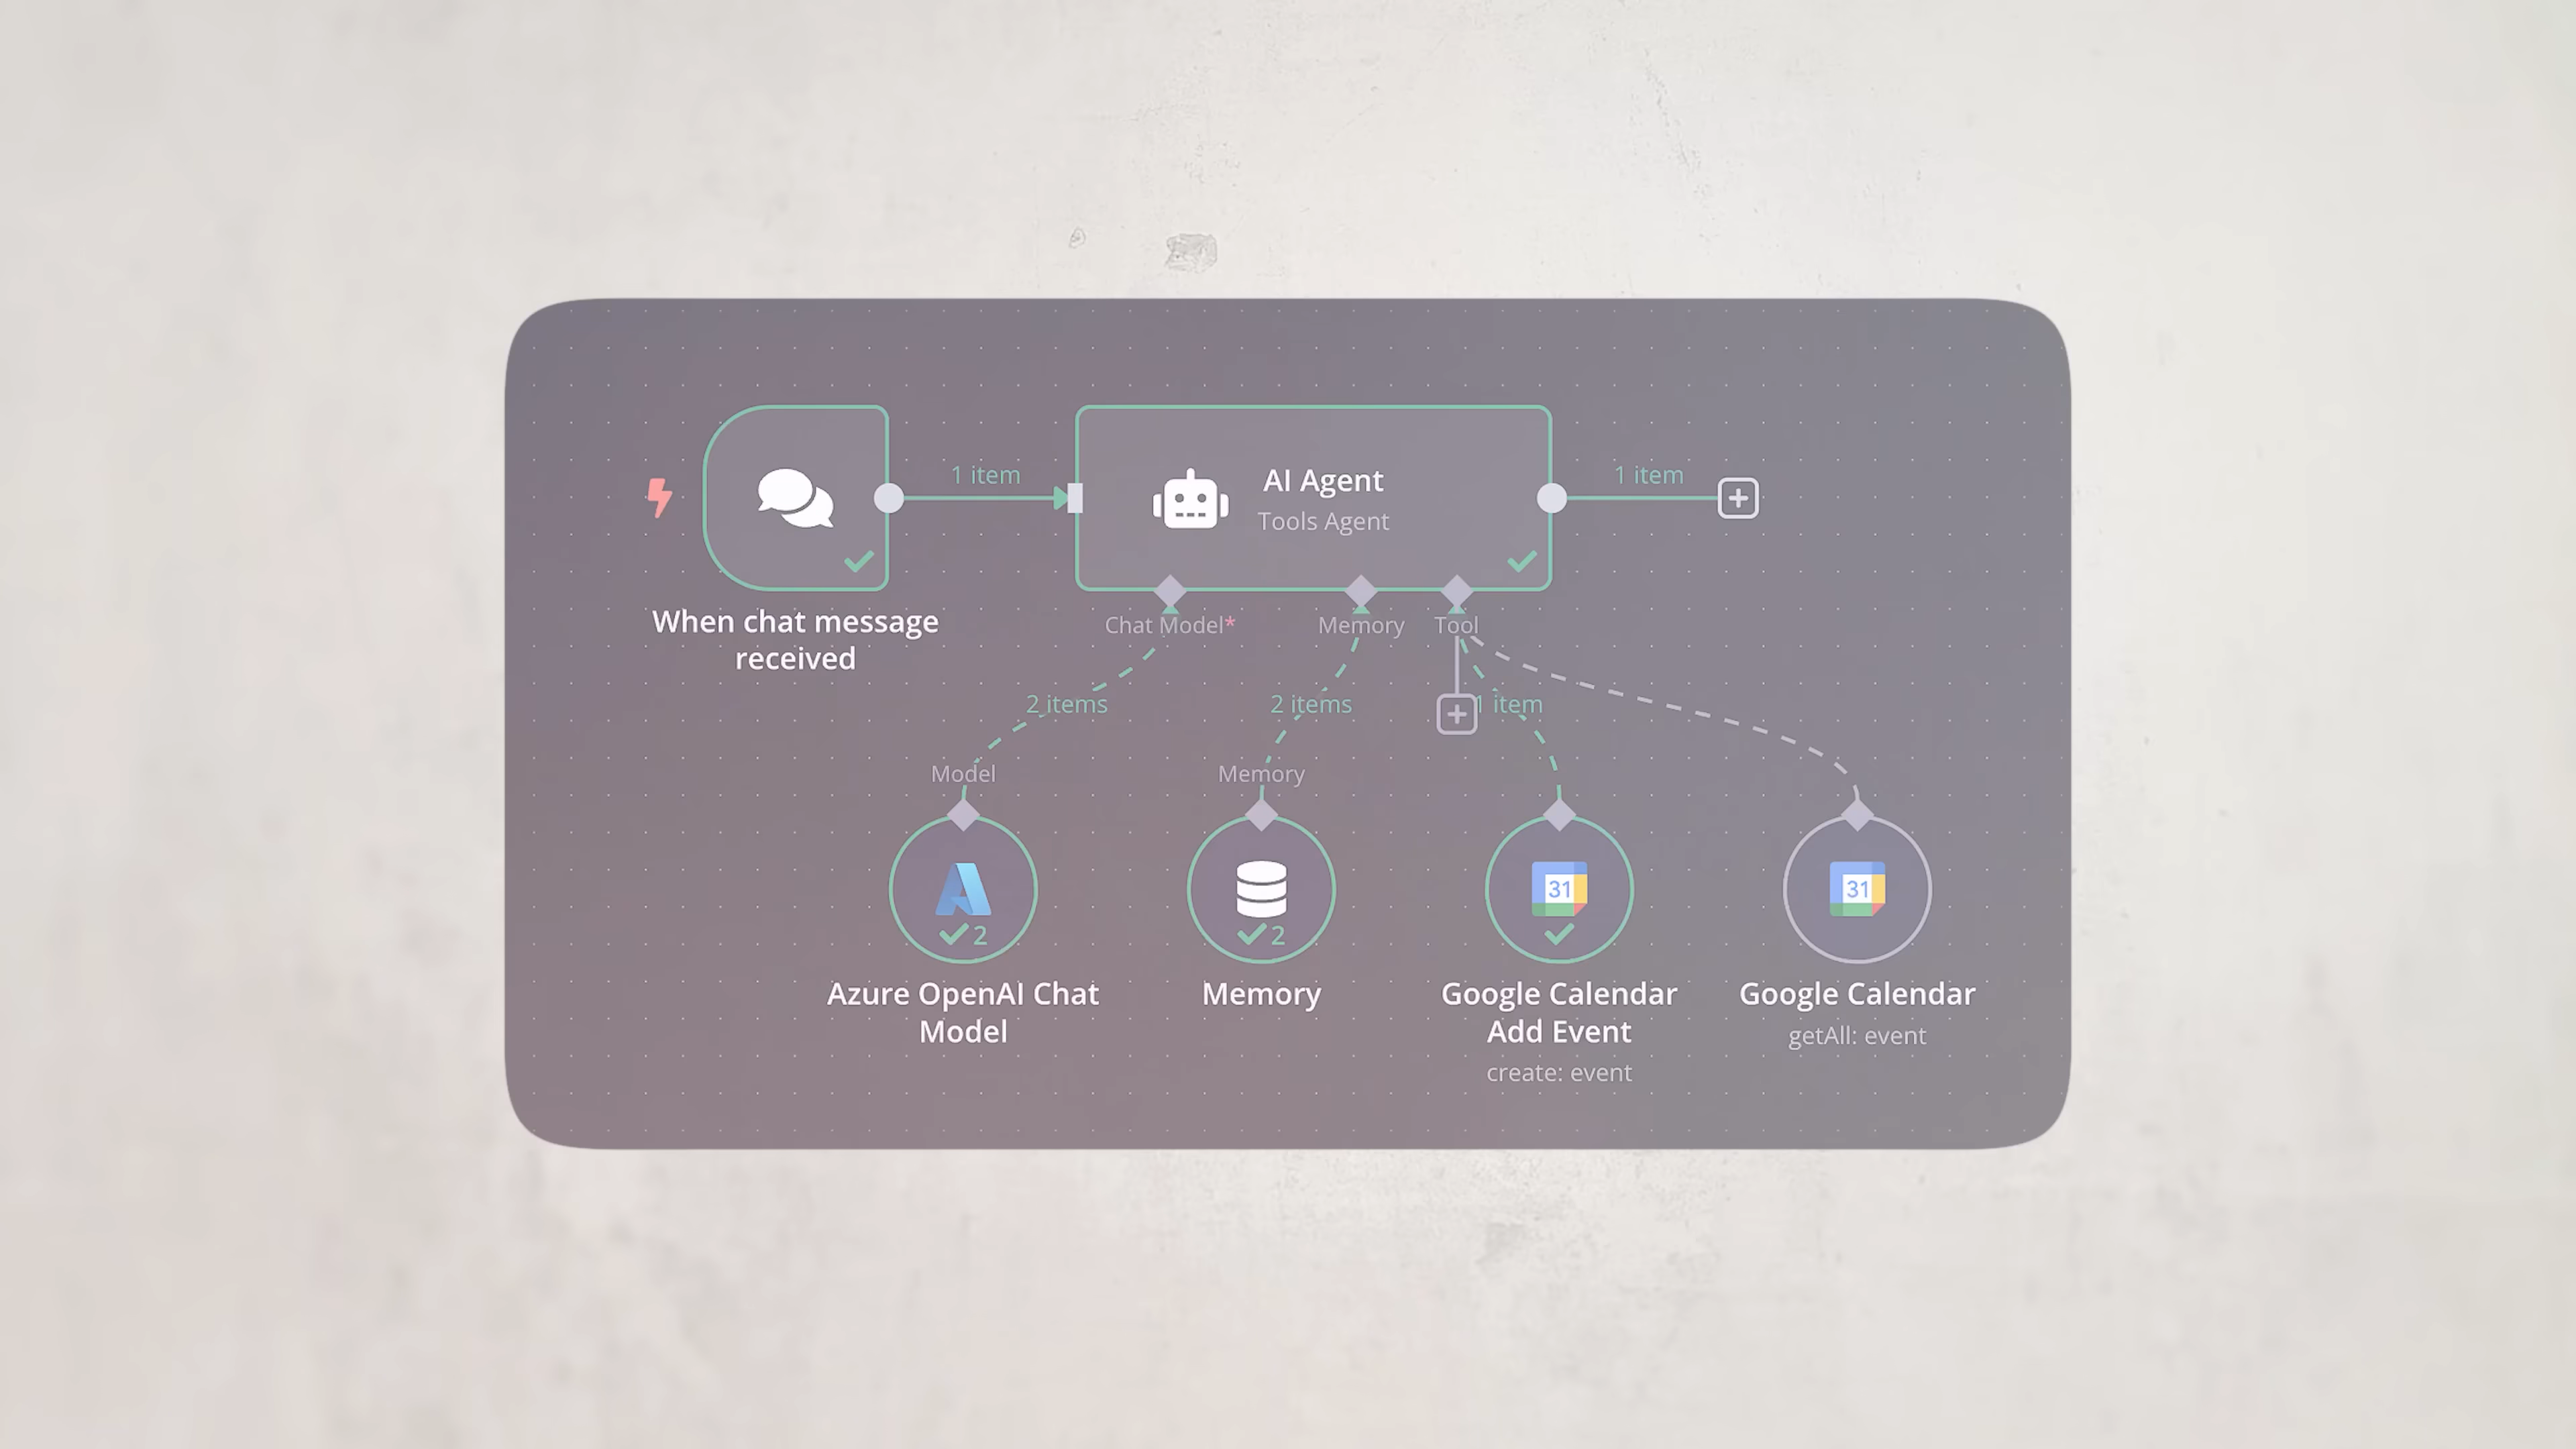 1 item
AI Agent
Tools Agent
1 item
When chat message
received
Chat Model*
Memory
Tool
2 items
2 items
1 item
Model
Memory
31
31
2
2
Azure OpenAI Chat
Model
Memory
Google Calendar
Add Event
create: event
Google Calendar
getAll: event